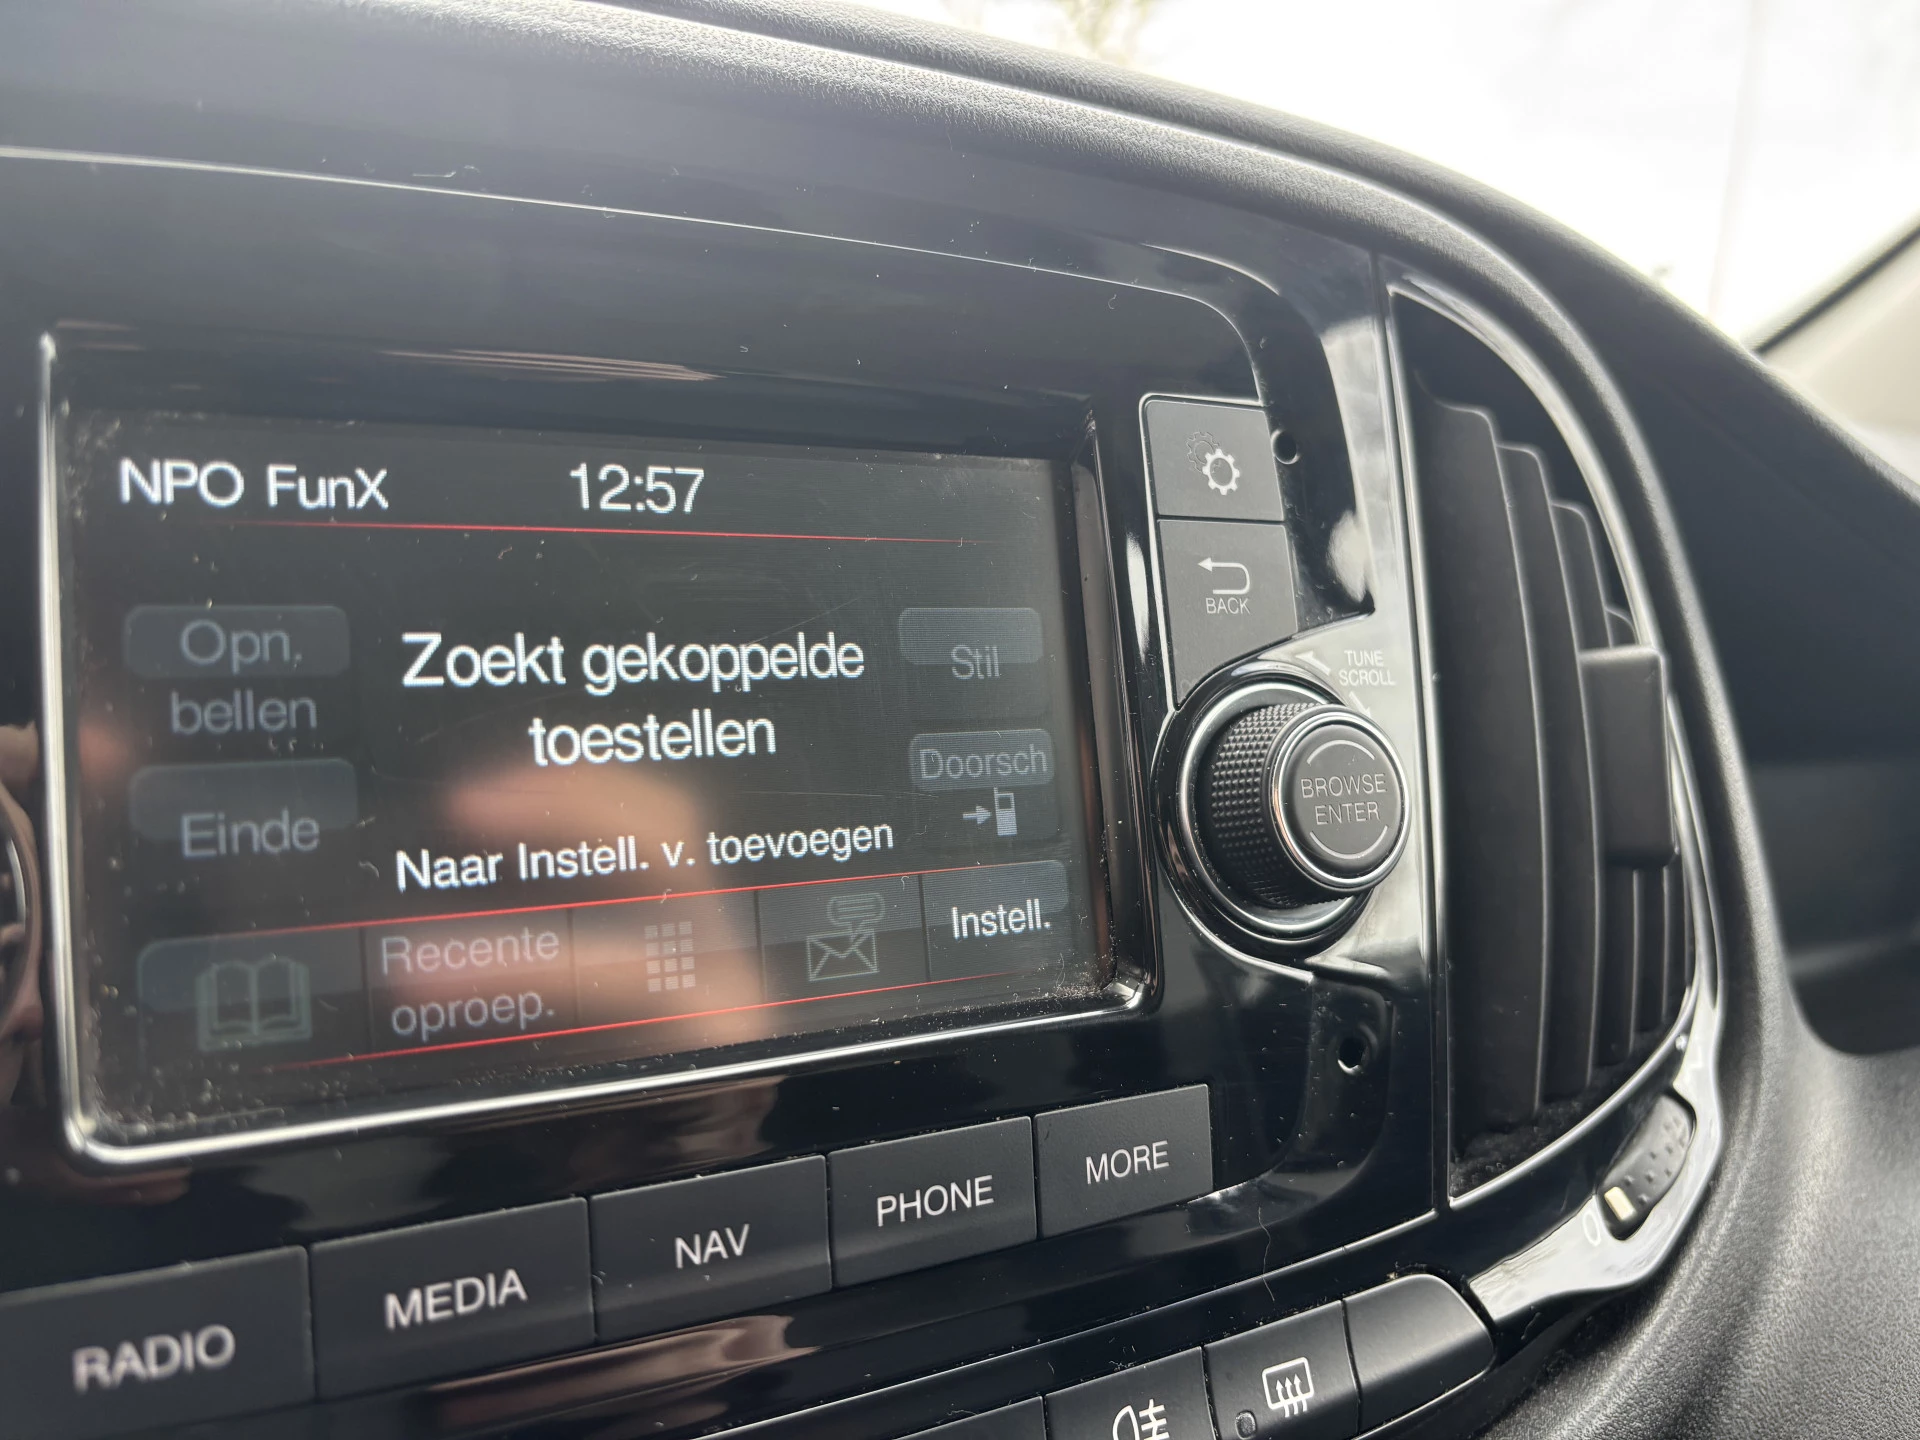 NPO FunX 12:57
Opn.
bellen
Zoekt gekoppelde
toestellen
Stil
Doorsch
Einde
Naar Instell. v. toevoegen
Recente
oproep.
Instell.
BACK
TUNE
SCROLL
BROWSE
ENTER
RADIO
MEDIA
NAV
PHONE
MORE
0